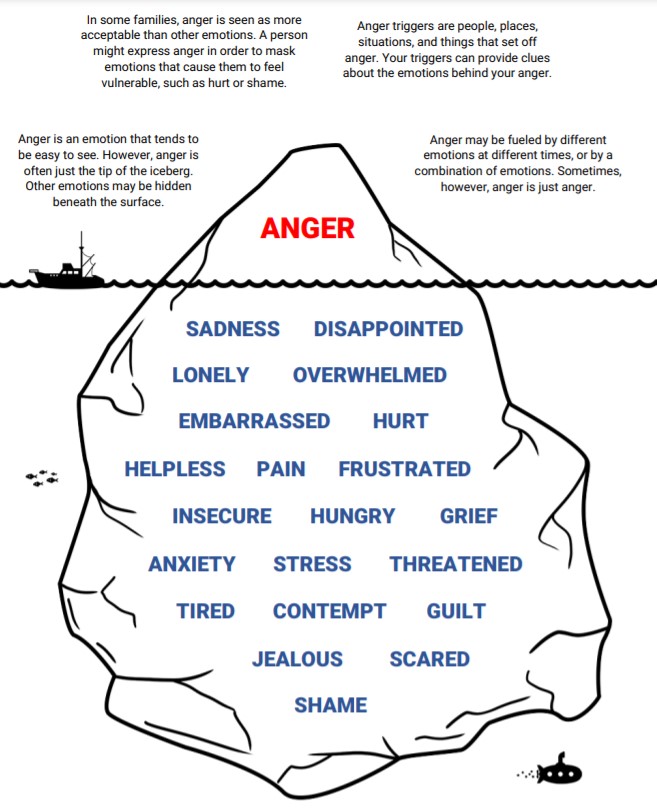 In some families, anger is seen as more
acceptable than other emotions. A person
might express anger in order to mask
emotions that cause them to feel
vulnerable, such as hurt or shame.
Anger triggers are people, places,
situations, and things that set off
anger. Your triggers can provide clues
about the emotions behind your anger.
Anger is an emotion that tends to
be easy to see. However, anger is
often just the tip of the iceberg.
Other emotions may be hidden
beneath the surface.
Anger may be fueled by different
emotions at different times, or by a
combination of emotions. Sometimes,
however, anger is just anger.
ANGER
SADNESS DISAPPOINTED
LONELY OVERWHELMED
EMBARRASSED HURT
HELPLESS PAIN FRUSTRATED
INSECURE HUNGRY GRIEF
ANXIETY STRESS THREATENED
TIRED CONTEMPT GUILT
JEALOUS SCARED
SHAME